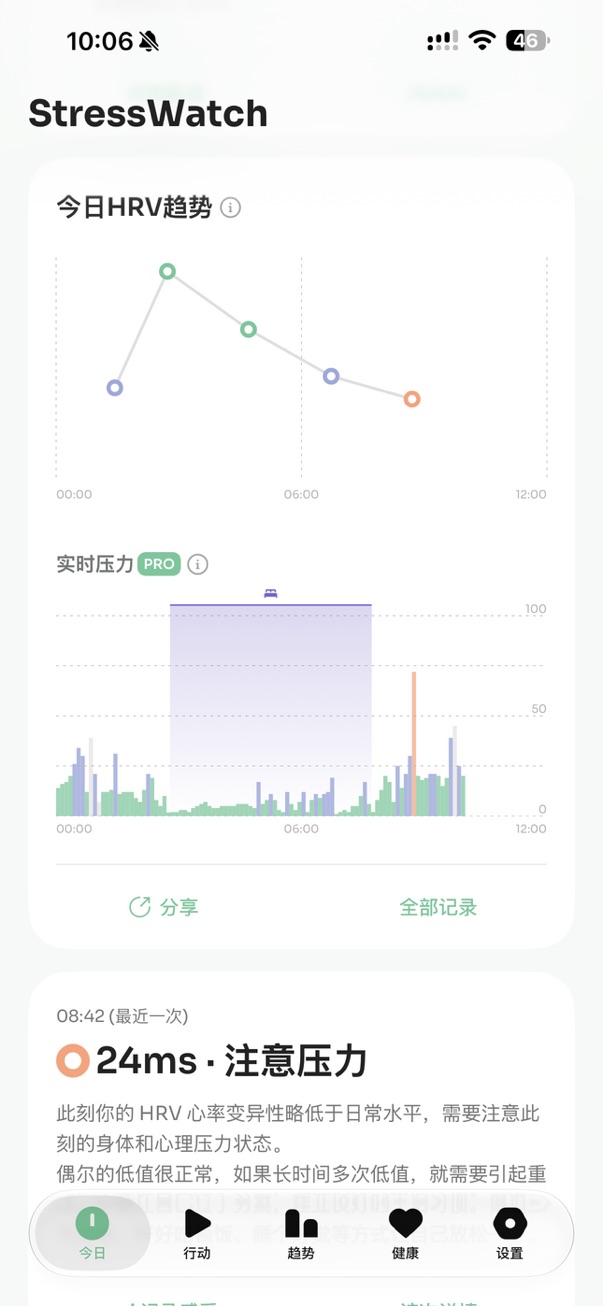 10:06
46
StressWatch
今日HRV趋势
00:00 06:00 12:00
实时压力 PRO
100
50
0
00:00 06:00 12:00
分享 全部记录
08:42 (最近一次)
24ms · 注意压力
此刻你的 HRV 心率变异性略低于日常水平，需要注意此
刻的身体和心理压力状态。
偶尔的低值很正常，如果长时间多次低值，就需要引起重
今日 行动 趋势 健康 设置